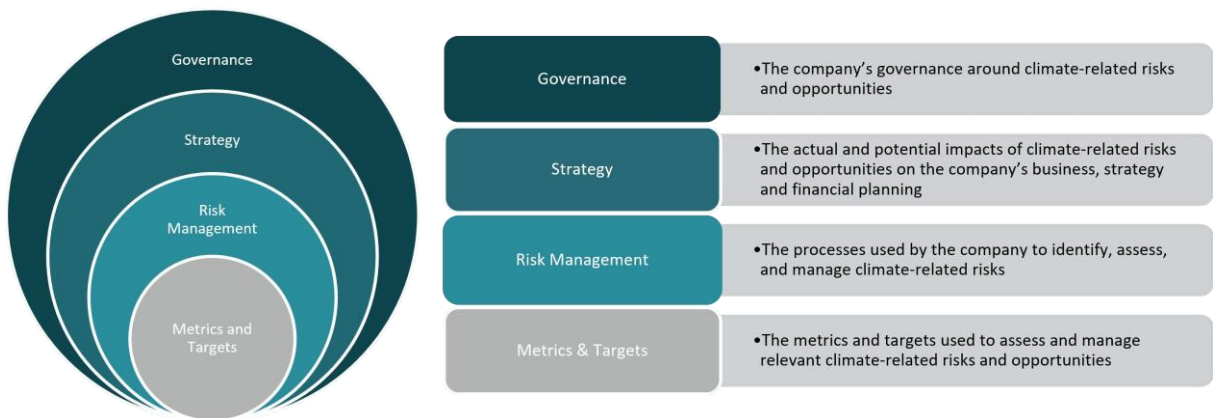 Governance
Strategy
Risk
Management
Metrics and
Targets
Governance
•The company’s governance around climate-related risks
and opportunities
Strategy
•The actual and potential impacts of climate-related risks
and opportunities on the company’s business, strategy
and financial planning
Risk Management
•The processes used by the company to identify, assess,
and manage climate-related risks
Metrics & Targets
•The metrics and targets used to assess and manage
relevant climate-related risks and opportunities